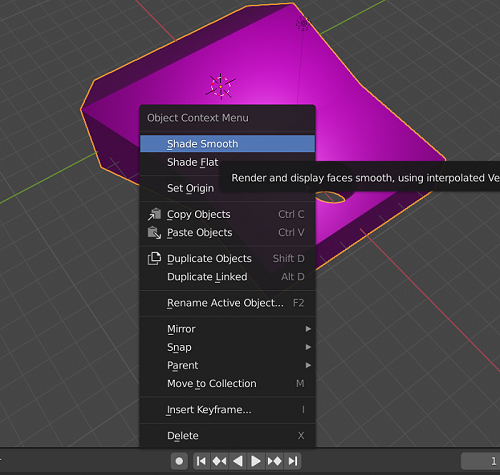 Object Context Menu
Shade Smooth
Shade Flat
Render and display faces smooth, using interpolated Ve
Set Origin
Copy Objects Ctrl C
Paste Objects Ctrl V
Duplicate Objects Shift D
Duplicate Linked Alt D
Rename Active Object... F2
Mirror
Snap
Parent
Move to Collection M
Insert Keyframe... I
Delete X
1